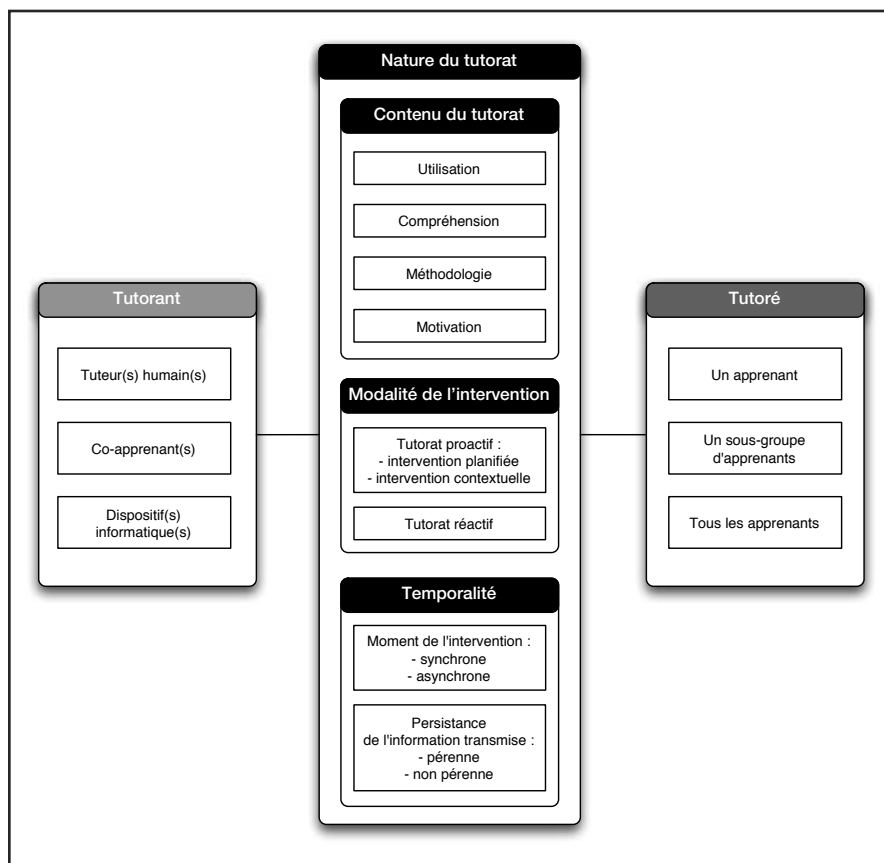 Nature du tutorat
Contenu du tutorat
Utilisation
Compréhension
Méthodologie
Motivation
Tutorant
Tuteur(s) humain(s)
Co-apprenant(s)
Dispositif(s)
informatique(s)
Modalité de l'intervention
Tutorat proactif :
- intervention planifiée
- intervention contextuelle
Tutorat réactif
Temporalité
Moment de l'intervention :
- synchrone
- asynchrone
Persistance
de l'information transmise :
- pérenne
- non pérenne
Tutoré
Un apprenant
Un sous-groupe
d'apprenants
Tous les apprenants